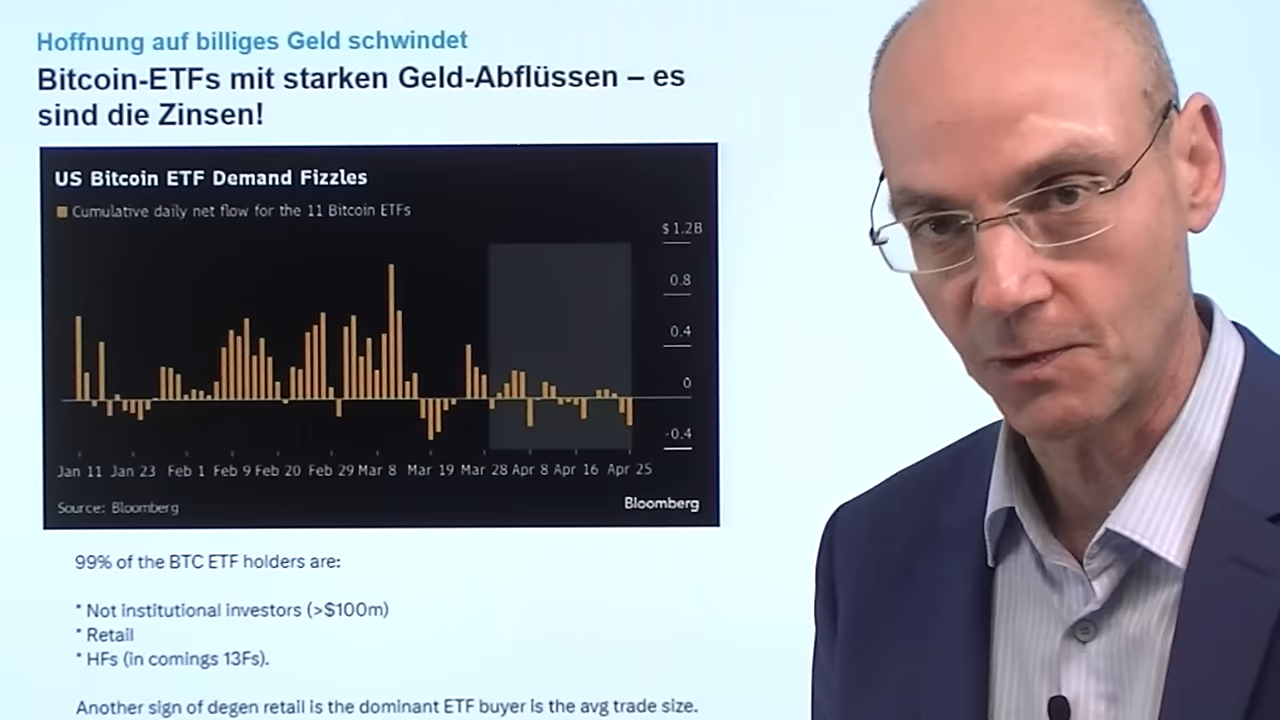 Hoffnung auf billiges Geld schwindet
Bitcoin-ETFs mit starken Geld-Abflüssen – es
sind die Zinsen!
US Bitcoin ETF Demand Fizzles
Cumulative daily net flow for the 11 Bitcoin ETFs
$1.2B
0.8
0.4
0
-0.4
Jan 11 Jan 23 Feb 1 Feb 9 Feb 20 Feb 29 Mar 8 Mar 19 Mar 28 Apr 8 Apr 16 Apr 25
Source: Bloomberg
Bloomberg
99% of the BTC ETF holders are:
* Not institutional investors (>$100m)
* Retail
* HFs (in comings 13Fs).
Another sign of degen retail is the dominant ETF buyer is the avg trade size.